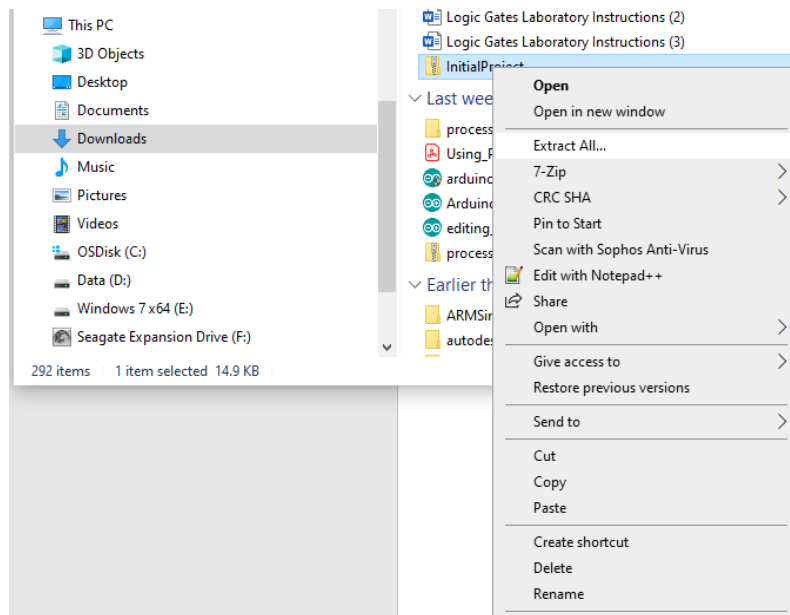 This PC
3D Objects
Desktop
Documents
Downloads
Music
Pictures
Videos
OSDisk (C:)
Data (D:)
Windows 7 x64 (E:)
Seagate Expansion Drive (F:)
292 items 1 item selected 14.9 KB
Logic Gates Laboratory Instructions (2)
Logic Gates Laboratory Instructions (3)
InitialProject
Last wee
process
Using_
arduino
Arduino
editing_
process
Earlier th
ARMSi
autodes
Open
Open in new window
Extract All...
7-Zip
CRC SHA
Pin to Start
Scan with Sophos Anti-Virus
Edit with Notepad++
Share
Open with
Give access to
Restore previous versions
Send to
Cut
Copy
Paste
Create shortcut
Delete
Rename